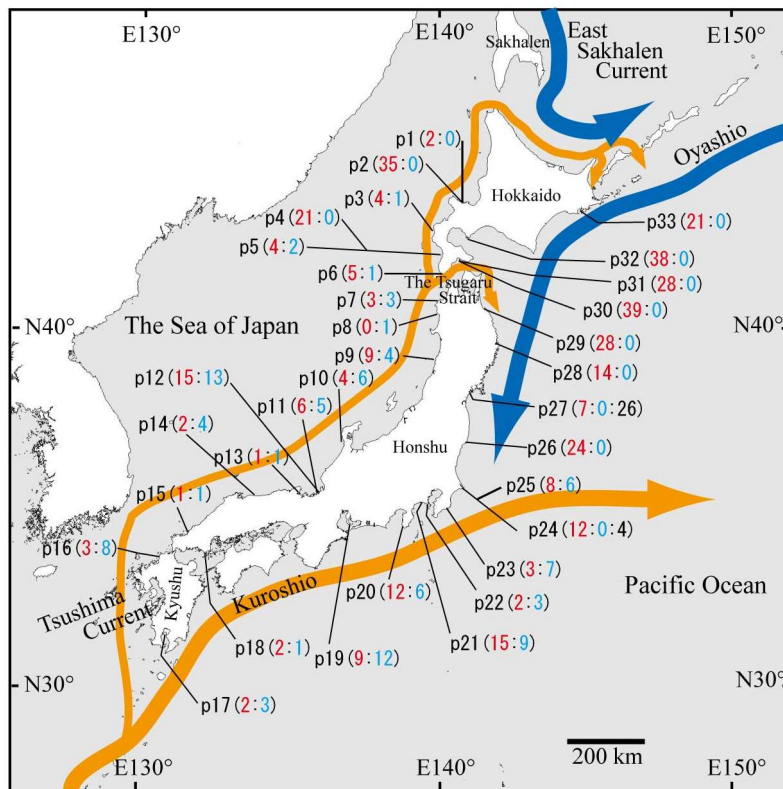 E130°
E140°
E150°
East
Sakhalen
Current
Sakhalen
p1 (2:0)
p2 (35:0)
p3 (4:1)
p4 (21:0)
p5 (4:2)
p6 (5:1)
p7 (3:3)
p8 (0:1)
p9 (9:4)
p10 (4:6)
p11 (6:5)
p12 (15:13)
p13 (1:1)
p14 (2:4)
p15 (1:1)
p16 (3:8)
Oyashio
Hokkaido
p33 (21:0)
p32 (38:0)
p31 (28:0)
p30 (39:0)
The Tsugaru
Strait
N40°
The Sea of Japan
N40°
p29 (28:0)
p28 (14:0)
p27 (7:0:26)
p26 (24:0)
Honshu
p25 (8:6)
p24 (12:0:4)
p23 (3:7)
p22 (2:3)
p21 (15:9)
p20 (12:6)
p19 (9:12)
p18 (2:1)
p17 (2:3)
Kyushu
Tsushima
Current
Kuroshio
Pacific Ocean
N30°
N30°
200 km
E130°
E140°
E150°